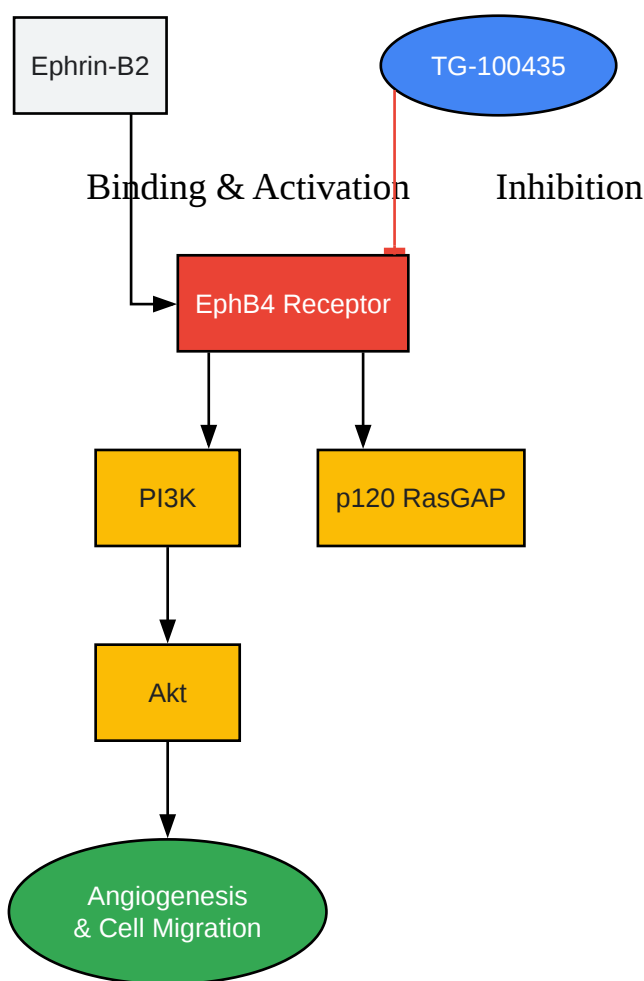 Ephrin-B2
TG-100435
Binding & Activation
Inhibition
EphB4 Receptor
PI3K
p120 RasGAP
Akt
Angiogenesis
& Cell Migration